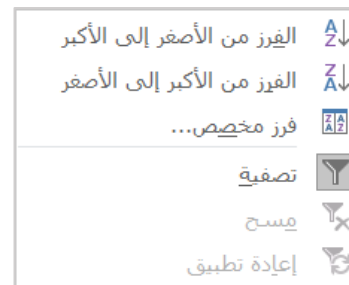 الفرز من الأصغر إلى الأكبر
الفرز من الأكبر إلى الأصغر
فرز مخصص...
تصفية
مسح
إعادة تطبيق